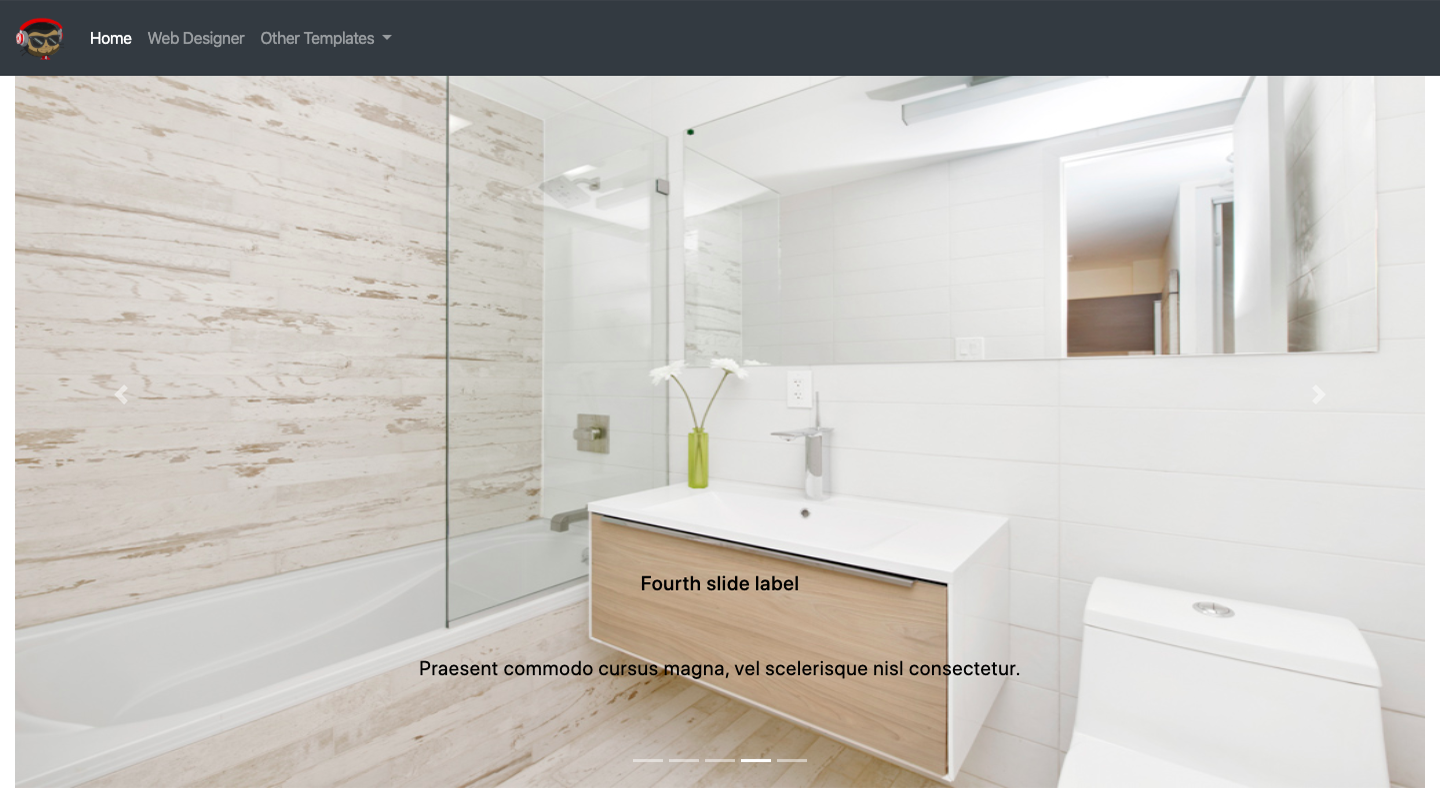 Home
Web Designer
Other Templates
Fourth slide label
Praesent commodo cursus magna, vel scelerisque nisl consectetur.